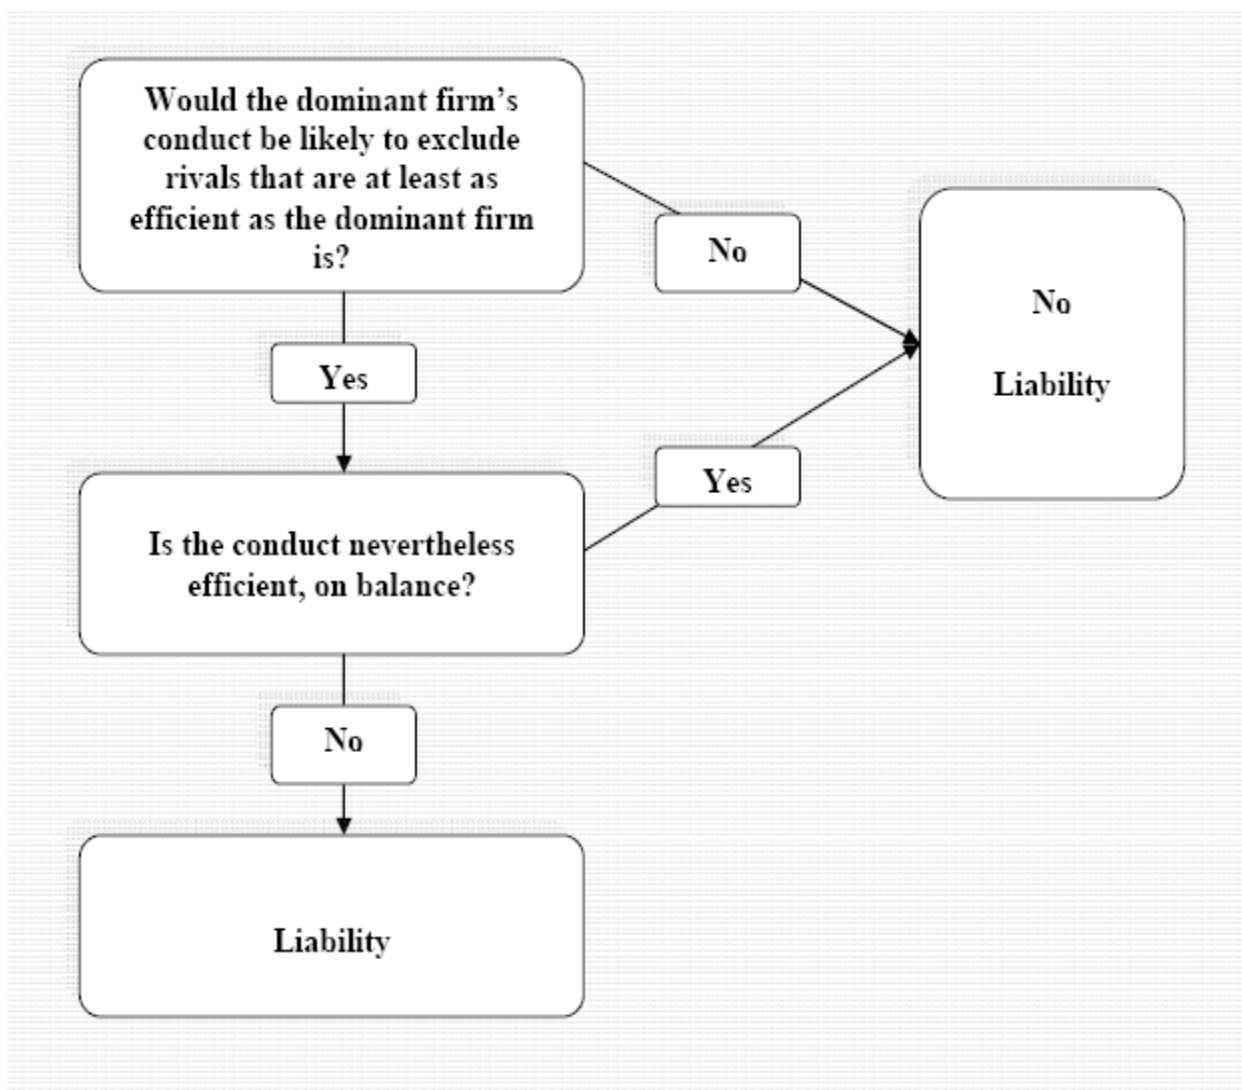 Would the dominant firm’s
conduct be likely to exclude
rivals that are at least as
efficient as the dominant firm
is?
No
No
Liability
Yes
Yes
Is the conduct nevertheless
efficient, on balance?
No
Liability